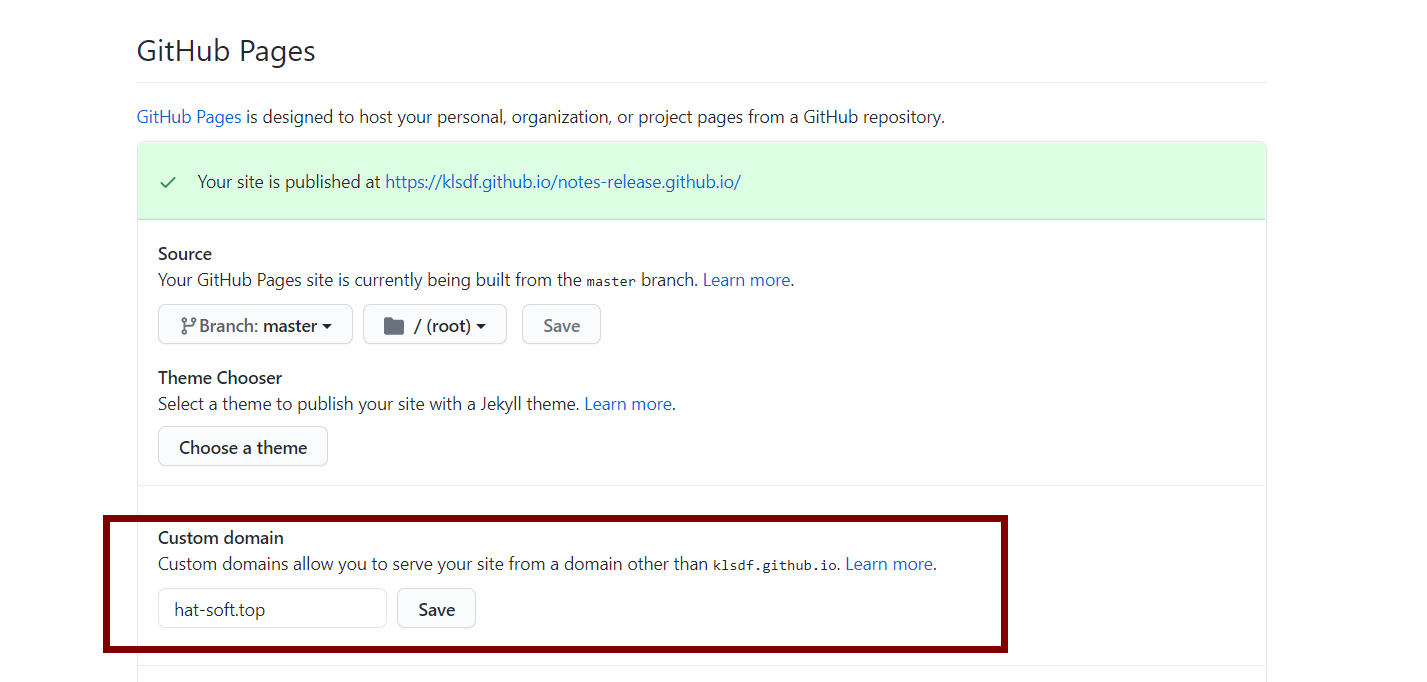 GitHub Pages
GitHub Pages is designed to host your personal, organization, or project pages from a GitHub repository.
Your site is published at https://klsdf.github.io/notes-release.github.io/
Source
Your GitHub Pages site is currently being built from the master branch. Learn more.
Branch: master / (root) Save
Theme Chooser
Select a theme to publish your site with a Jekyll theme. Learn more.
Choose a theme
Custom domain
Custom domains allow you to serve your site from a domain other than klsdf.github.io. Learn more.
hat-soft.top Save